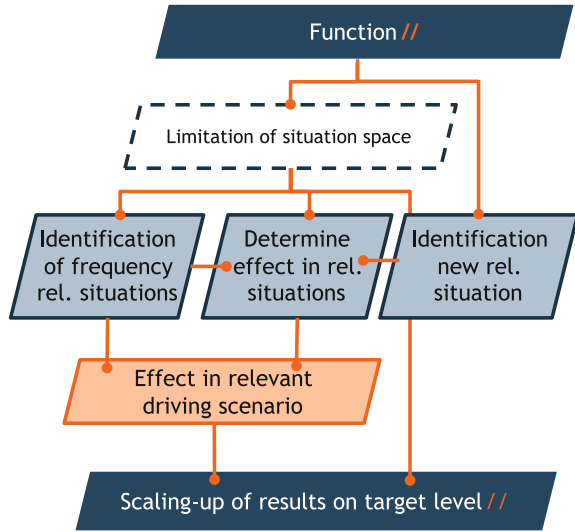 Function //
Limitation of situation space
Identification
of frequency
rel. situations
Determine
effect in rel.
situations
Identification
new rel.
situation
Effect in relevant
driving scenario
Scaling-up of results on target level //